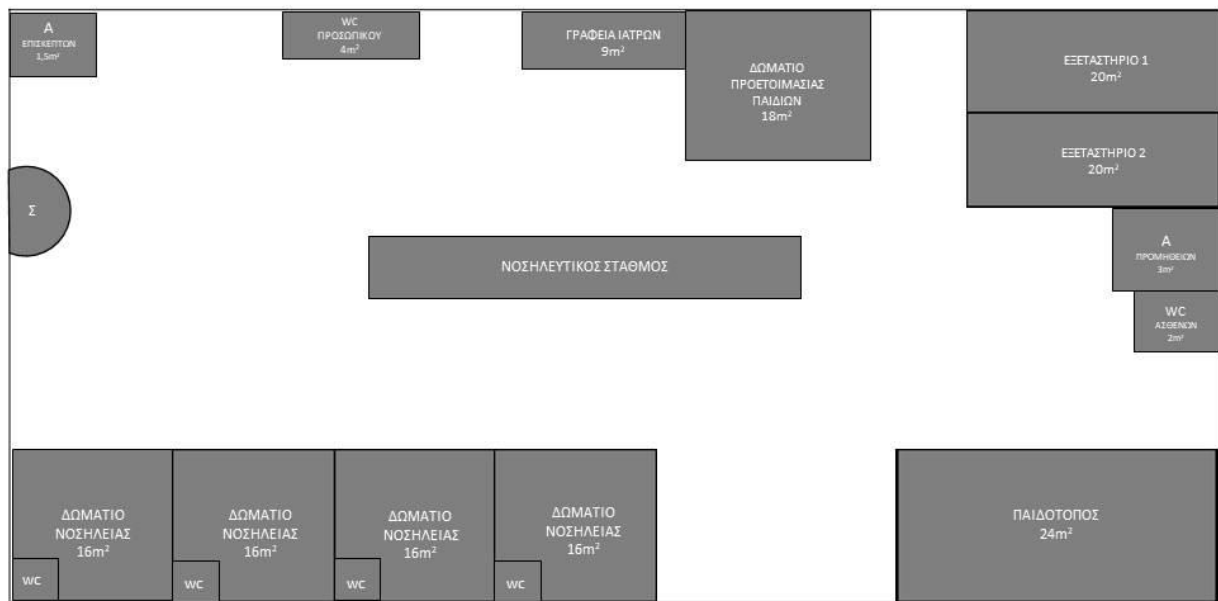 Α
ΕΠΙΣΚΕΠΤΩΝ
1,5m²
WC
ΠΡΟΣΩΠΙΚΟΥ
4m²
ΓΡΑΦΕΙΑ ΙΑΤΡΩΝ
9m²
ΔΩΜΑΤΙΟ
ΠΡΟΕΤΟΙΜΑΣΙΑΣ
ΠΑΙΔΙΩΝ
18m²
ΕΞΕΤΑΣΤΗΡΙΟ 1
20m²
ΕΞΕΤΑΣΤΗΡΙΟ 2
20m²
Σ
Α
ΠΡΟΜΗΘΕΙΩΝ
3m²
ΝΟΣΗΛΕΥΤΙΚΟΣ ΣΤΑΘΜΟΣ
WC
ΑΣΘΕΝΩΝ
2m²
ΔΩΜΑΤΙΟ
ΝΟΣΗΛΕΙΑΣ
16m²
wc
ΔΩΜΑΤΙΟ
ΝΟΣΗΛΕΙΑΣ
16m²
wc
ΔΩΜΑΤΙΟ
ΝΟΣΗΛΕΙΑΣ
16m²
wc
ΔΩΜΑΤΙΟ
ΝΟΣΗΛΕΙΑΣ
16m²
wc
ΠΑΙΔΟΤΟΠΟΣ
24m²